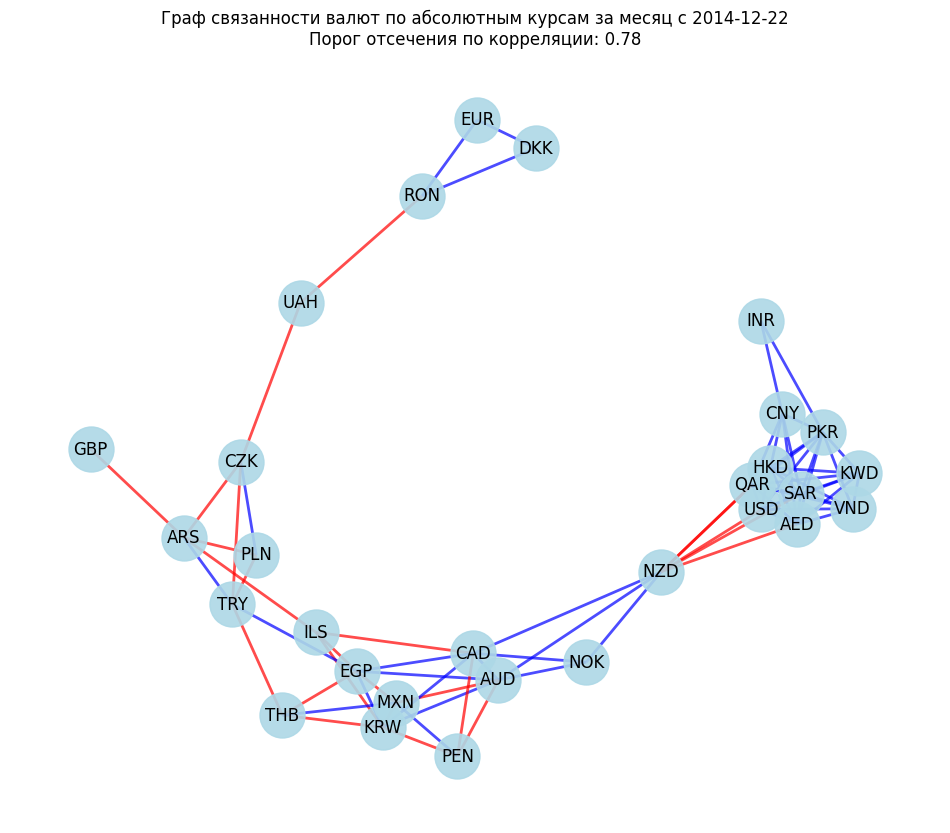 Граф связанности валют по абсолютным курсам за месяц с 2014-12-22
Порог отсечения по корреляции: 0.78
EUR
DKK
RON
UAH
INR
CNY
PKR
GBP
CZK
HKD
KWD
QAR
SAR
USD
VND
AED
ARS
PLN
NZD
TRY
ILS
CAD
NOK
EGP
AUD
MXN
THB
KRW
PEN